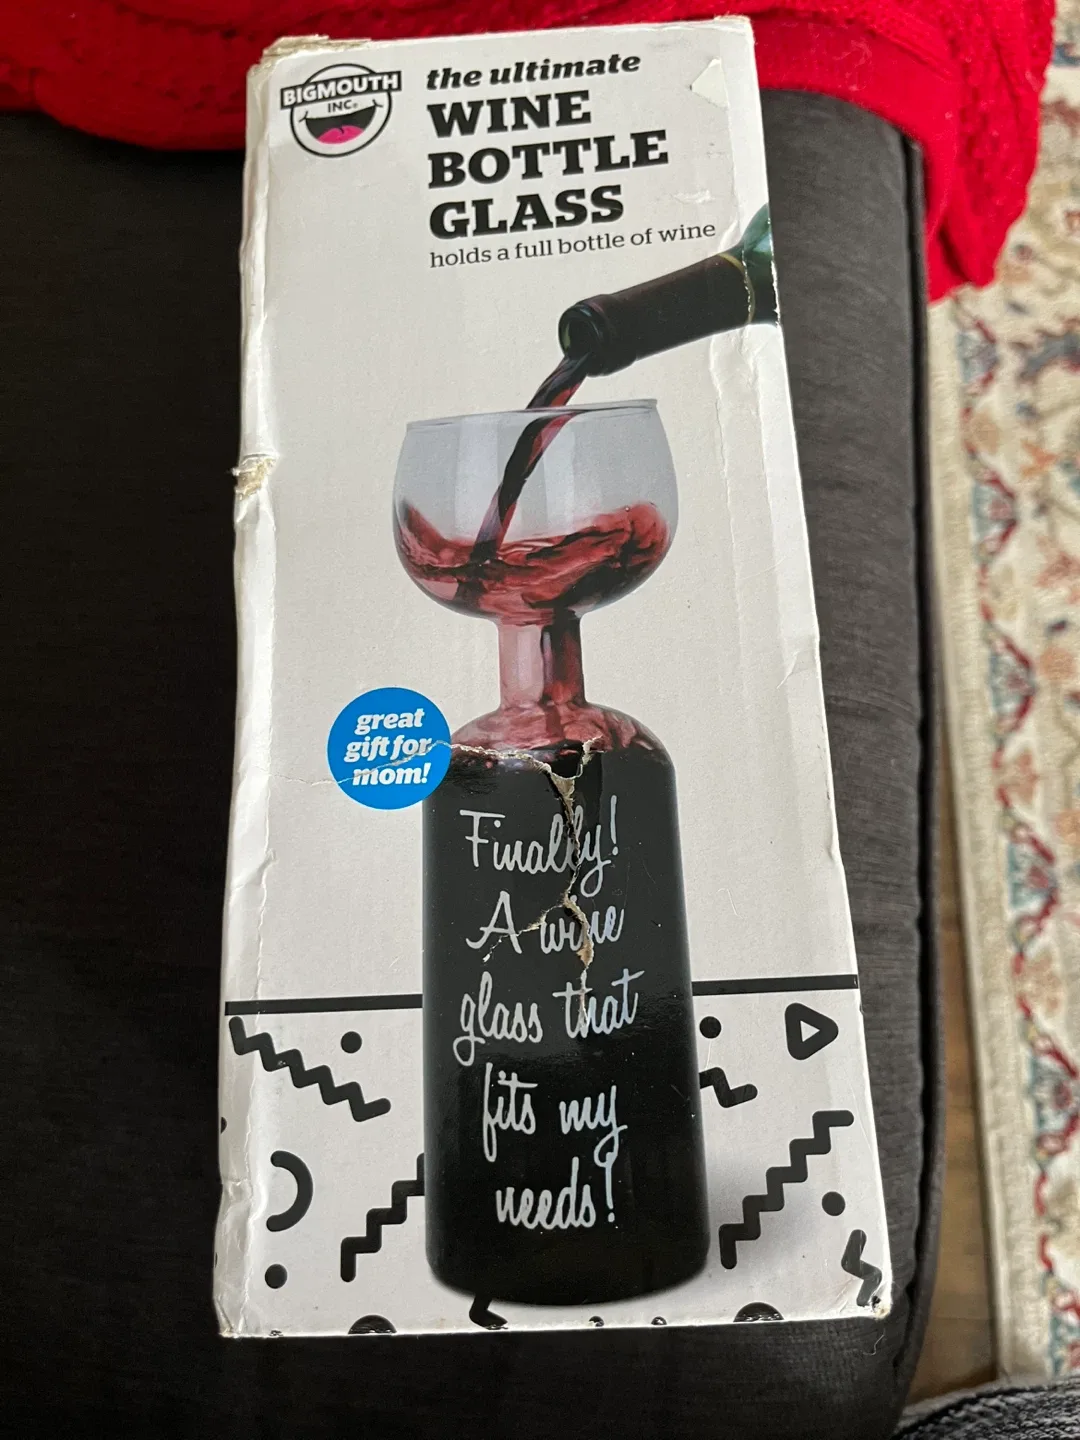 BIGMOUTH
INC®
the ultimate
WINE
BOTTLE
GLASS
holds a full bottle of wine
great
gift for
mom!
Finally!
A wine
glass that
fits my
needs!